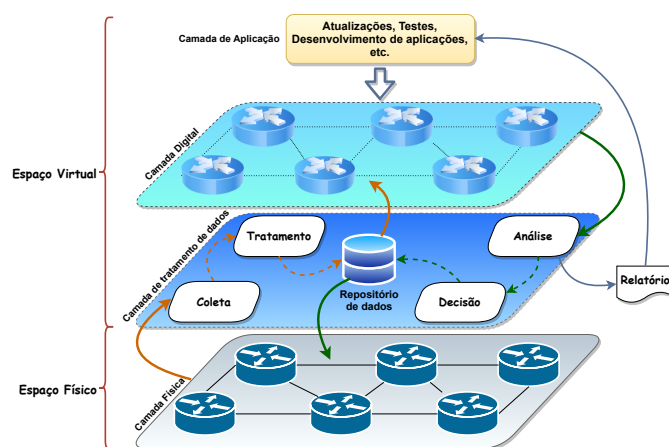 Camada de Aplicação
Atualizações, Testes,
Desenvolvimento de aplicações,
etc.
Camada Digital
Espaço Virtual
Camada de tratamento de dados
Tratamento
Análise
Coleta
Repositório
de dados
Decisão
Relatório
Espaço Físico
Camada Física